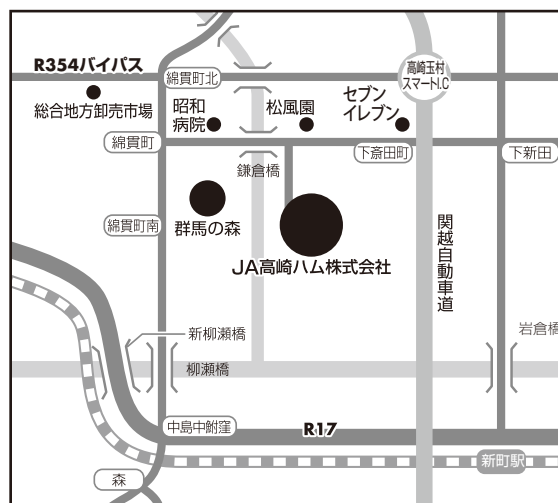 R354バイパス
綿貫町北
高崎玉村
スマートI.C
総合地方卸売市場
昭和
病院
松風園
セブン
イレブン
綿貫町
下斎田町
下新田
鎌倉橋
綿貫町南
群馬の森
JA高崎ハム株式会社
関越自動車道
新柳瀬橋
岩倉橋
柳瀬橋
中島中鮒窪
R17
新町駅
森